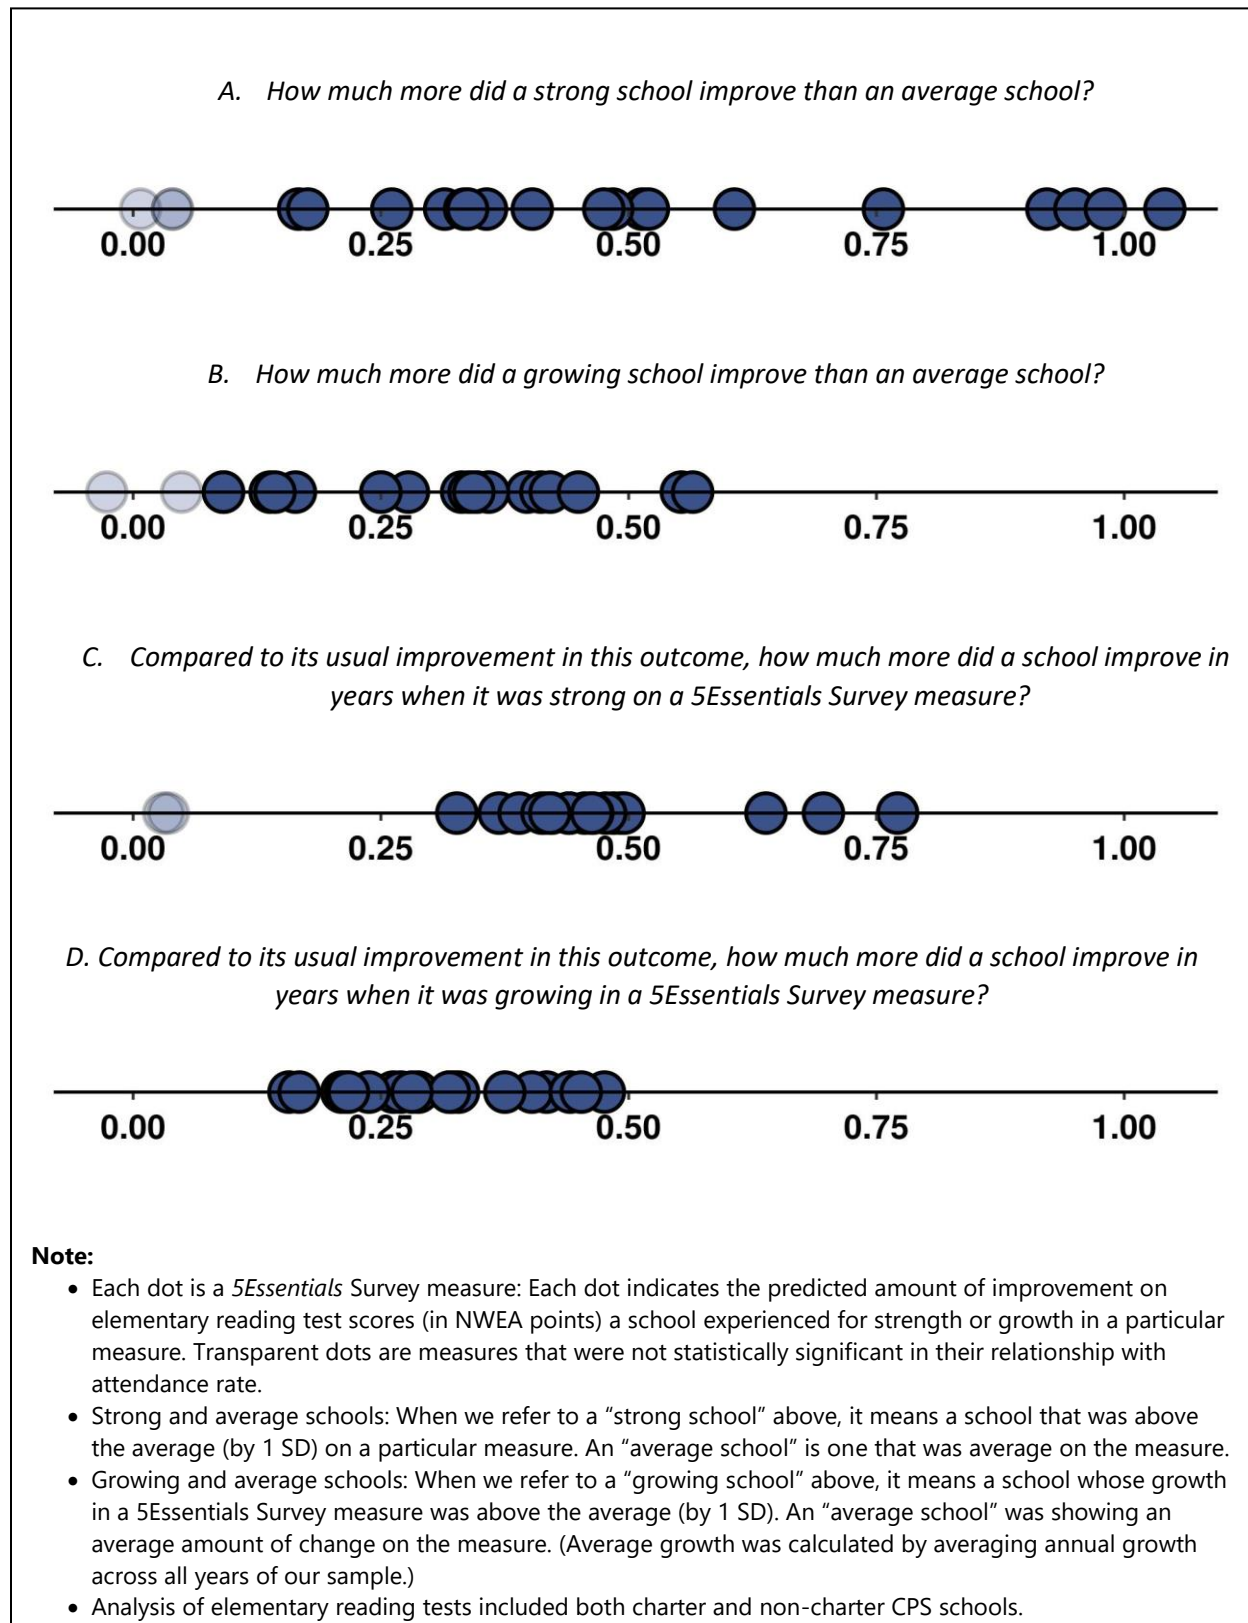 A. How much more did a strong school improve than an average school?
0.00 0.25 0.50 0.75 1.00
B. How much more did a growing school improve than an average school?
0.00 0.25 0.50 0.75 1.00
C. Compared to its usual improvement in this outcome, how much more did a school improve in
years when it was strong on a 5Essentials Survey measure?
0.00 0.25 0.50 0.75 1.00
D. Compared to its usual improvement in this outcome, how much more did a school improve in
years when it was growing in a 5Essentials Survey measure?
0.00 0.25 0.50 0.75 1.00
Note:
• Each dot is a 5Essentials Survey measure: Each dot indicates the predicted amount of improvement on
elementary reading test scores (in NWEA points) a school experienced for strength or growth in a particular
measure. Transparent dots are measures that were not statistically significant in their relationship with
attendance rate.
• Strong and average schools: When we refer to a “strong school” above, it means a school that was above
the average (by 1 SD) on a particular measure. An “average school” is one that was average on the measure.
• Growing and average schools: When we refer to a “growing school” above, it means a school whose growth
in a 5Essentials Survey measure was above the average (by 1 SD). An “average school” was showing an
average amount of change on the measure. (Average growth was calculated by averaging annual growth
across all years of our sample.)
• Analysis of elementary reading tests included both charter and non-charter CPS schools.